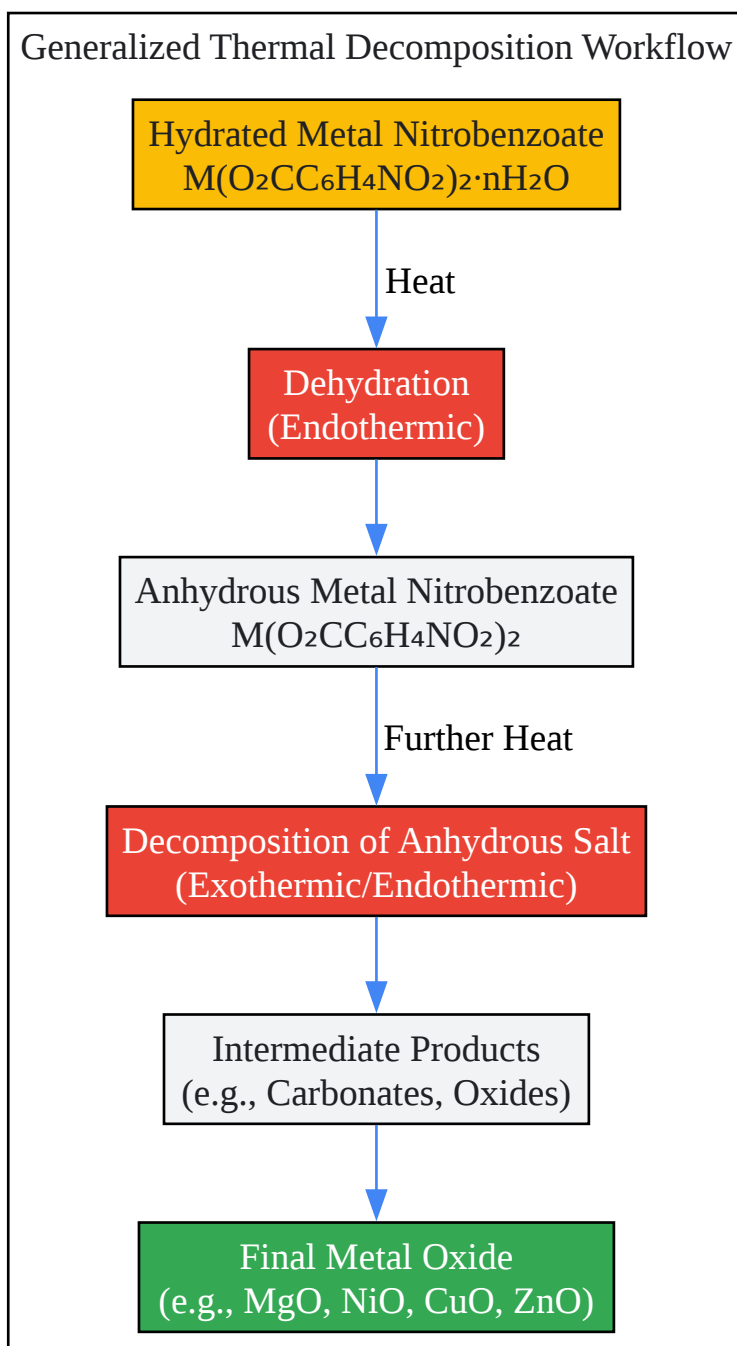 Generalized Thermal Decomposition Workflow
Hydrated Metal Nitrobenzoate
M(O₂CC₆H₄NO₂)₂·nH₂O
Heat
Dehydration
(Endothermic)
Anhydrous Metal Nitrobenzoate
M(O₂CC₆H₄NO₂)₂
Further Heat
Decomposition of Anhydrous Salt
(Exothermic/Endothermic)
Intermediate Products
(e.g., Carbonates, Oxides)
Final Metal Oxide
(e.g., MgO, NiO, CuO, ZnO)